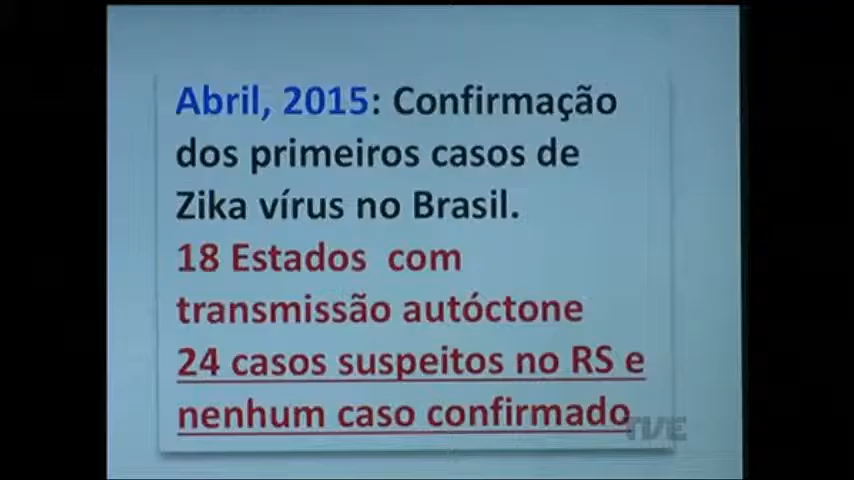 Abril, 2015: Confirmação
dos primeiros casos de
Zika vírus no Brasil.
18 Estados com
transmissão autóctone
24 casos suspeitos no RS e
nenhum caso confirmado
TVE